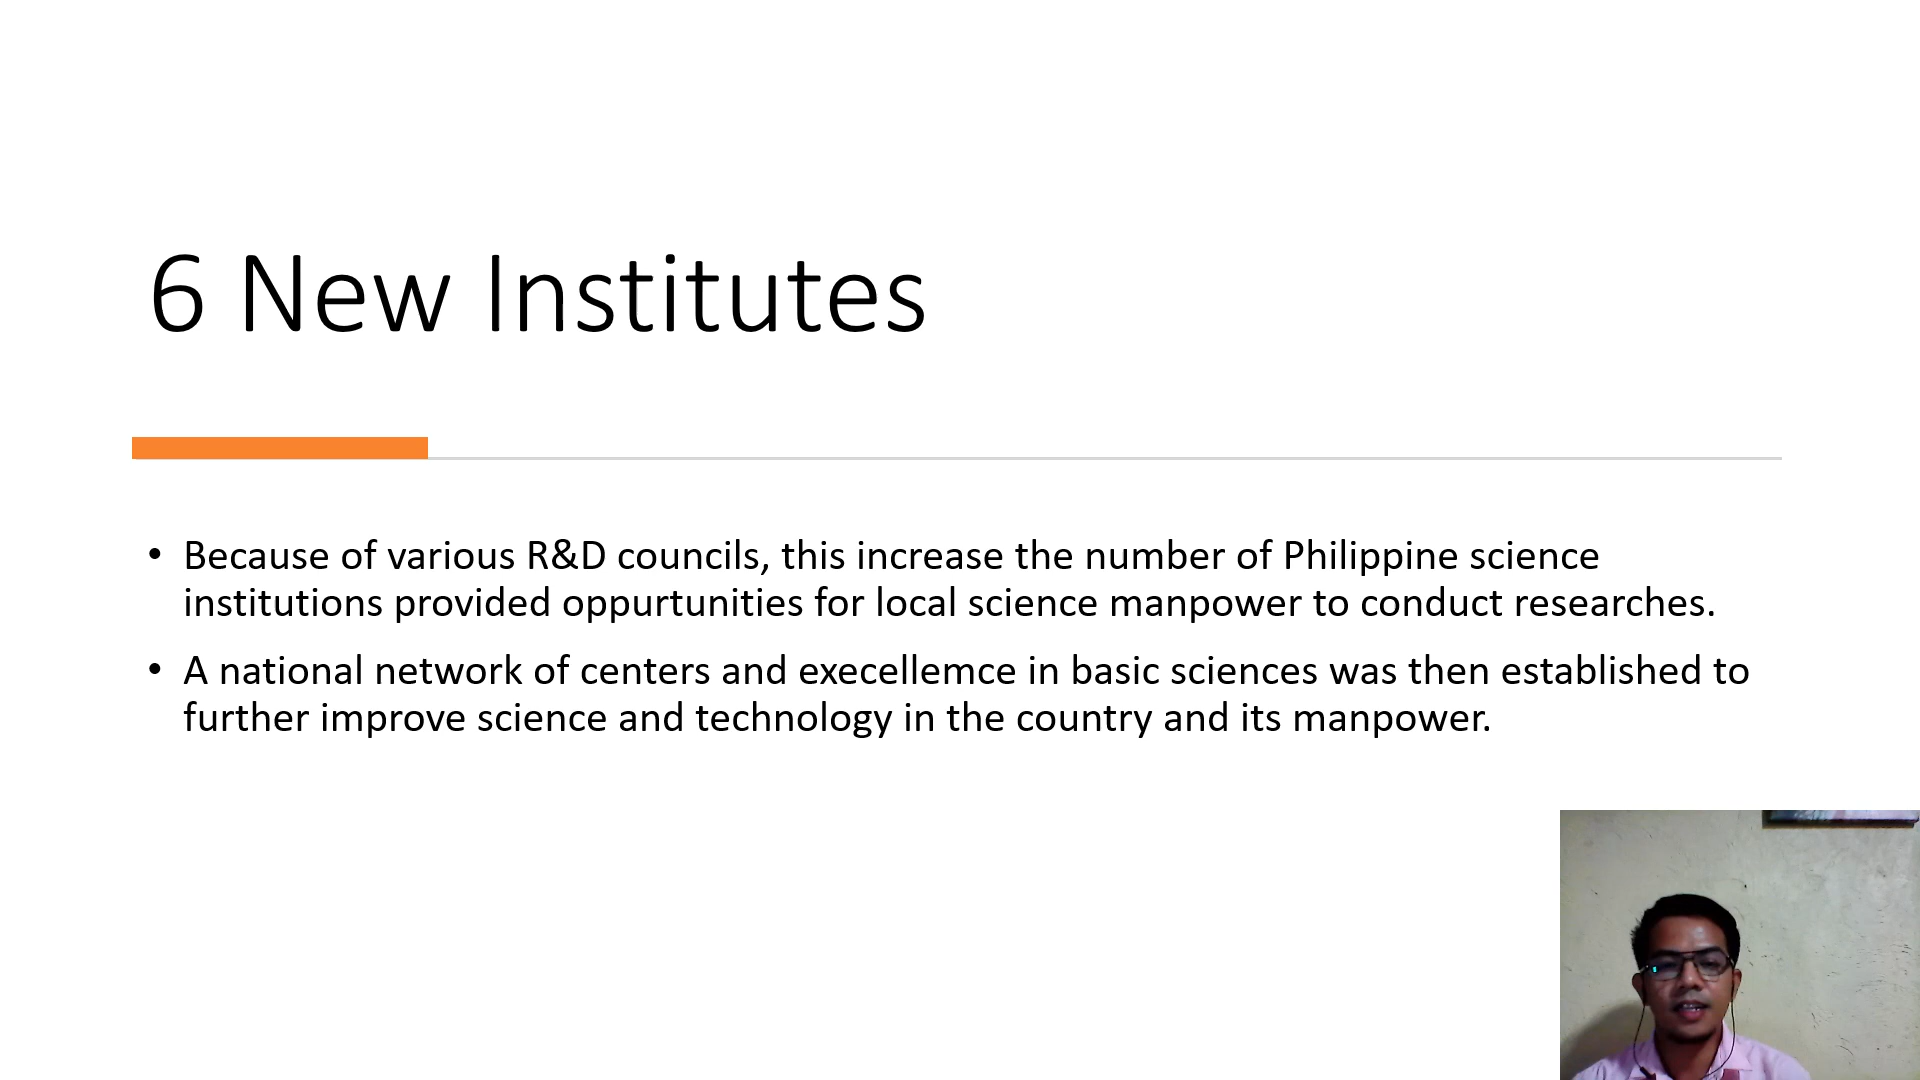 6 New Institutes
• Because of various R&D councils, this increase the number of Philippine science
institutions provided oppurtunities for local science manpower to conduct researches.
• A national network of centers and execellemce in basic sciences was then established to
further improve science and technology in the country and its manpower.